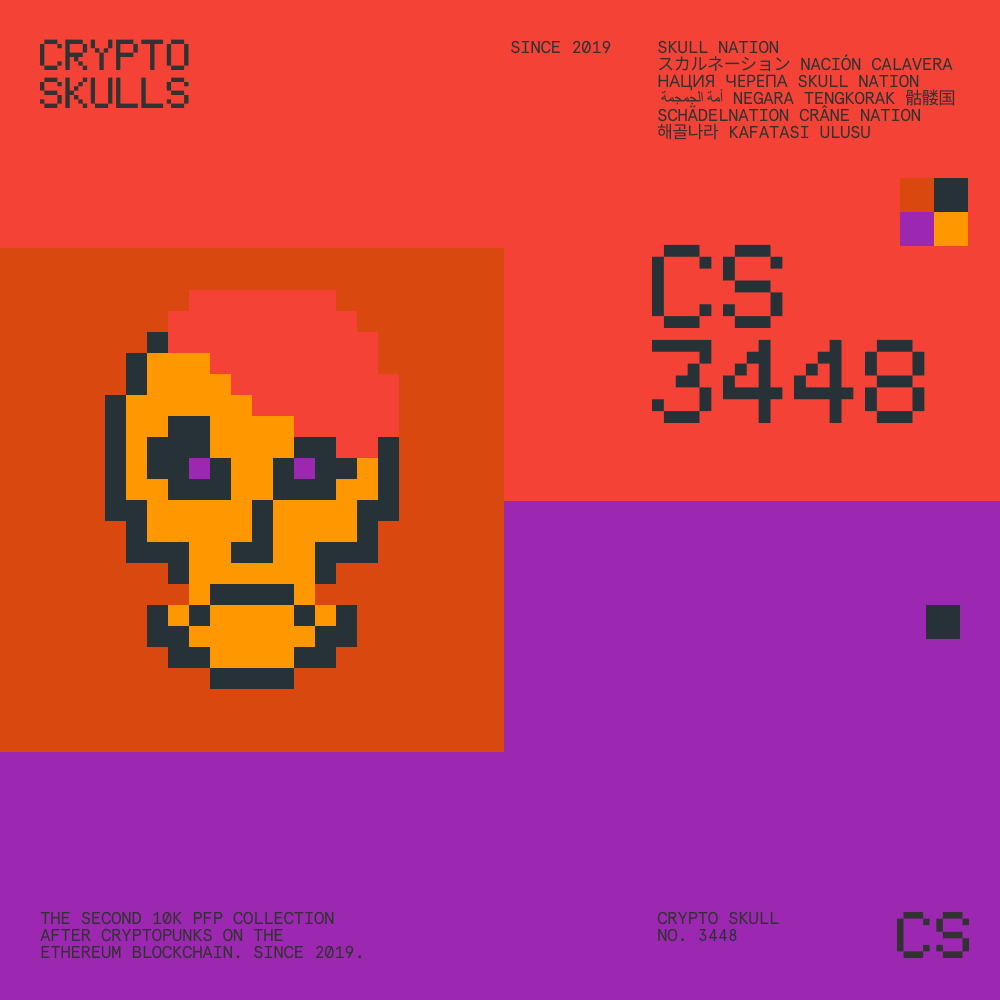 CRYPTO
SKULLS
SINCE 2019
SKULL NATION
スカルネーション NACIÓN CALAVERA
НАЦИЯ ЧЕРЕПА SKULL NATION
أمة الجمجمة NEGARA TENGKORAK 骷髅国
SCHÄDELNATION CRÂNE NATION
해골나라 KAFATASI ULUSU
CS
3448
THE SECOND 10K PFP COLLECTION
AFTER CRYPTOPUNKS ON THE
ETHEREUM BLOCKCHAIN. SINCE 2019.
CRYPTO SKULL
NO. 3448
CS